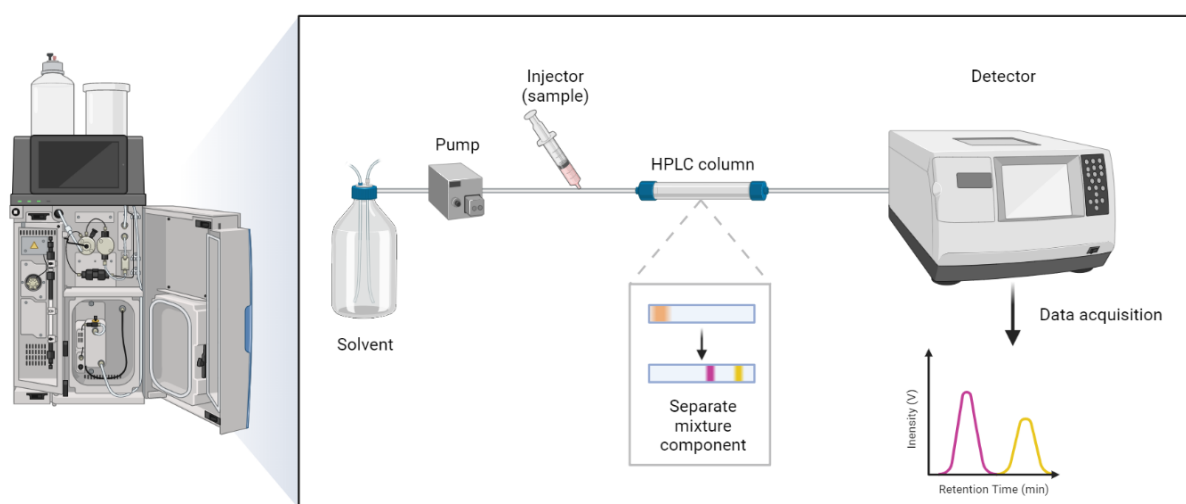 Injector
(sample)
Detector
Pump
HPLC column
Solvent
Data acquisition
Separate
mixture
component
Inensity (V)
Retention Time (min)